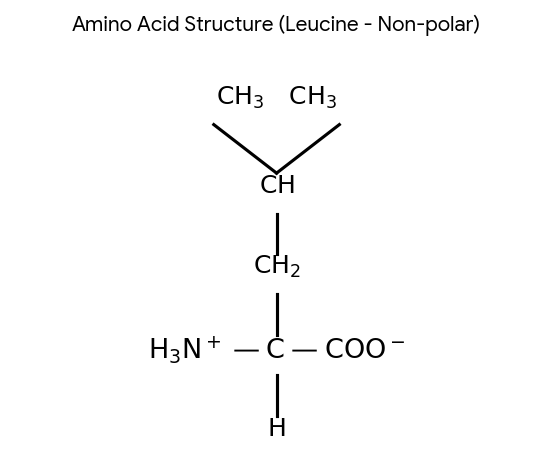 Amino Acid Structure (Leucine - Non-polar)
CH₃ CH₃
CH
CH₂
H₃N⁺ — C — COO⁻
H